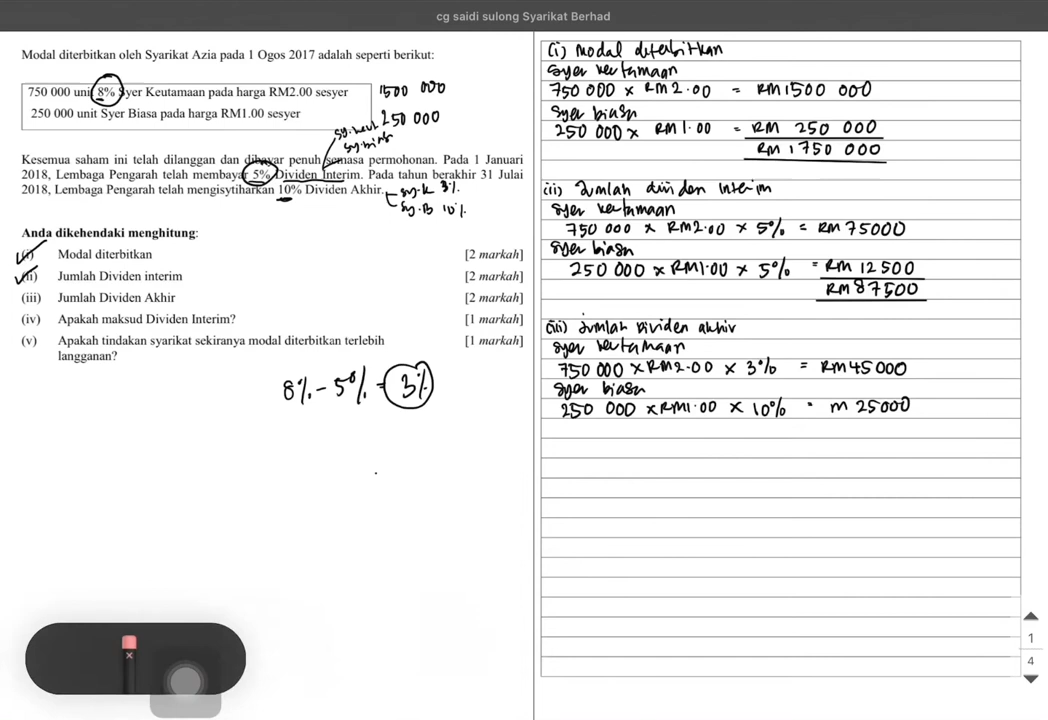 cg saidi sulong Syarikat Berhad
Modal diterbitkan oleh Syarikat Azia pada 1 Ogos 2017 adalah seperti berikut:
750 000 unit 8% Syer Keutamaan pada harga RM2.00 sesyer
1500 000
250 000 unit Syer Biasa pada harga RM1.00 sesyer
250 000
Kesemua saham ini telah dilanggan dan dibayar penuh semasa permohonan. Pada 1 Januari
2018, Lembaga Pengarah telah membayar 5% Dividen Interim. Pada tahun berakhir 31 Julai
2018, Lembaga Pengarah telah mengisytiharkan 10% Dividen Akhir.
Sy.K 3%
Sy.B 10%
Anda dikehendaki menghitung:
(i) Modal diterbitkan [2 markah]
(ii) Jumlah Dividen interim [2 markah]
(iii) Jumlah Dividen Akhir [2 markah]
(iv) Apakah maksud Dividen Interim? [1 markah]
(v) Apakah tindakan syarikat sekiranya modal diterbitkan terlebih [1 markah]
langganan?
8% - 5% = 3%
(i) modal diterbitkan
syer keutamaan
750 000 x RM2.00 = RM1500 000
syer biasa
250 000 x RM1.00 = RM 250 000
RM 1750 000
(ii) Jumlah dividen interim
syer keutamaan
750 000 x RM2.00 x 5% = RM 75000
syer biasa
250 000 x RM1.00 x 5% = RM 12500
RM 87500
(iii) Jumlah dividen akhir
syer keutamaan
750 000 x RM2.00 x 3% = RM45000
syer biasa
250 000 x RM1.00 x 10% = m 25000
1
4